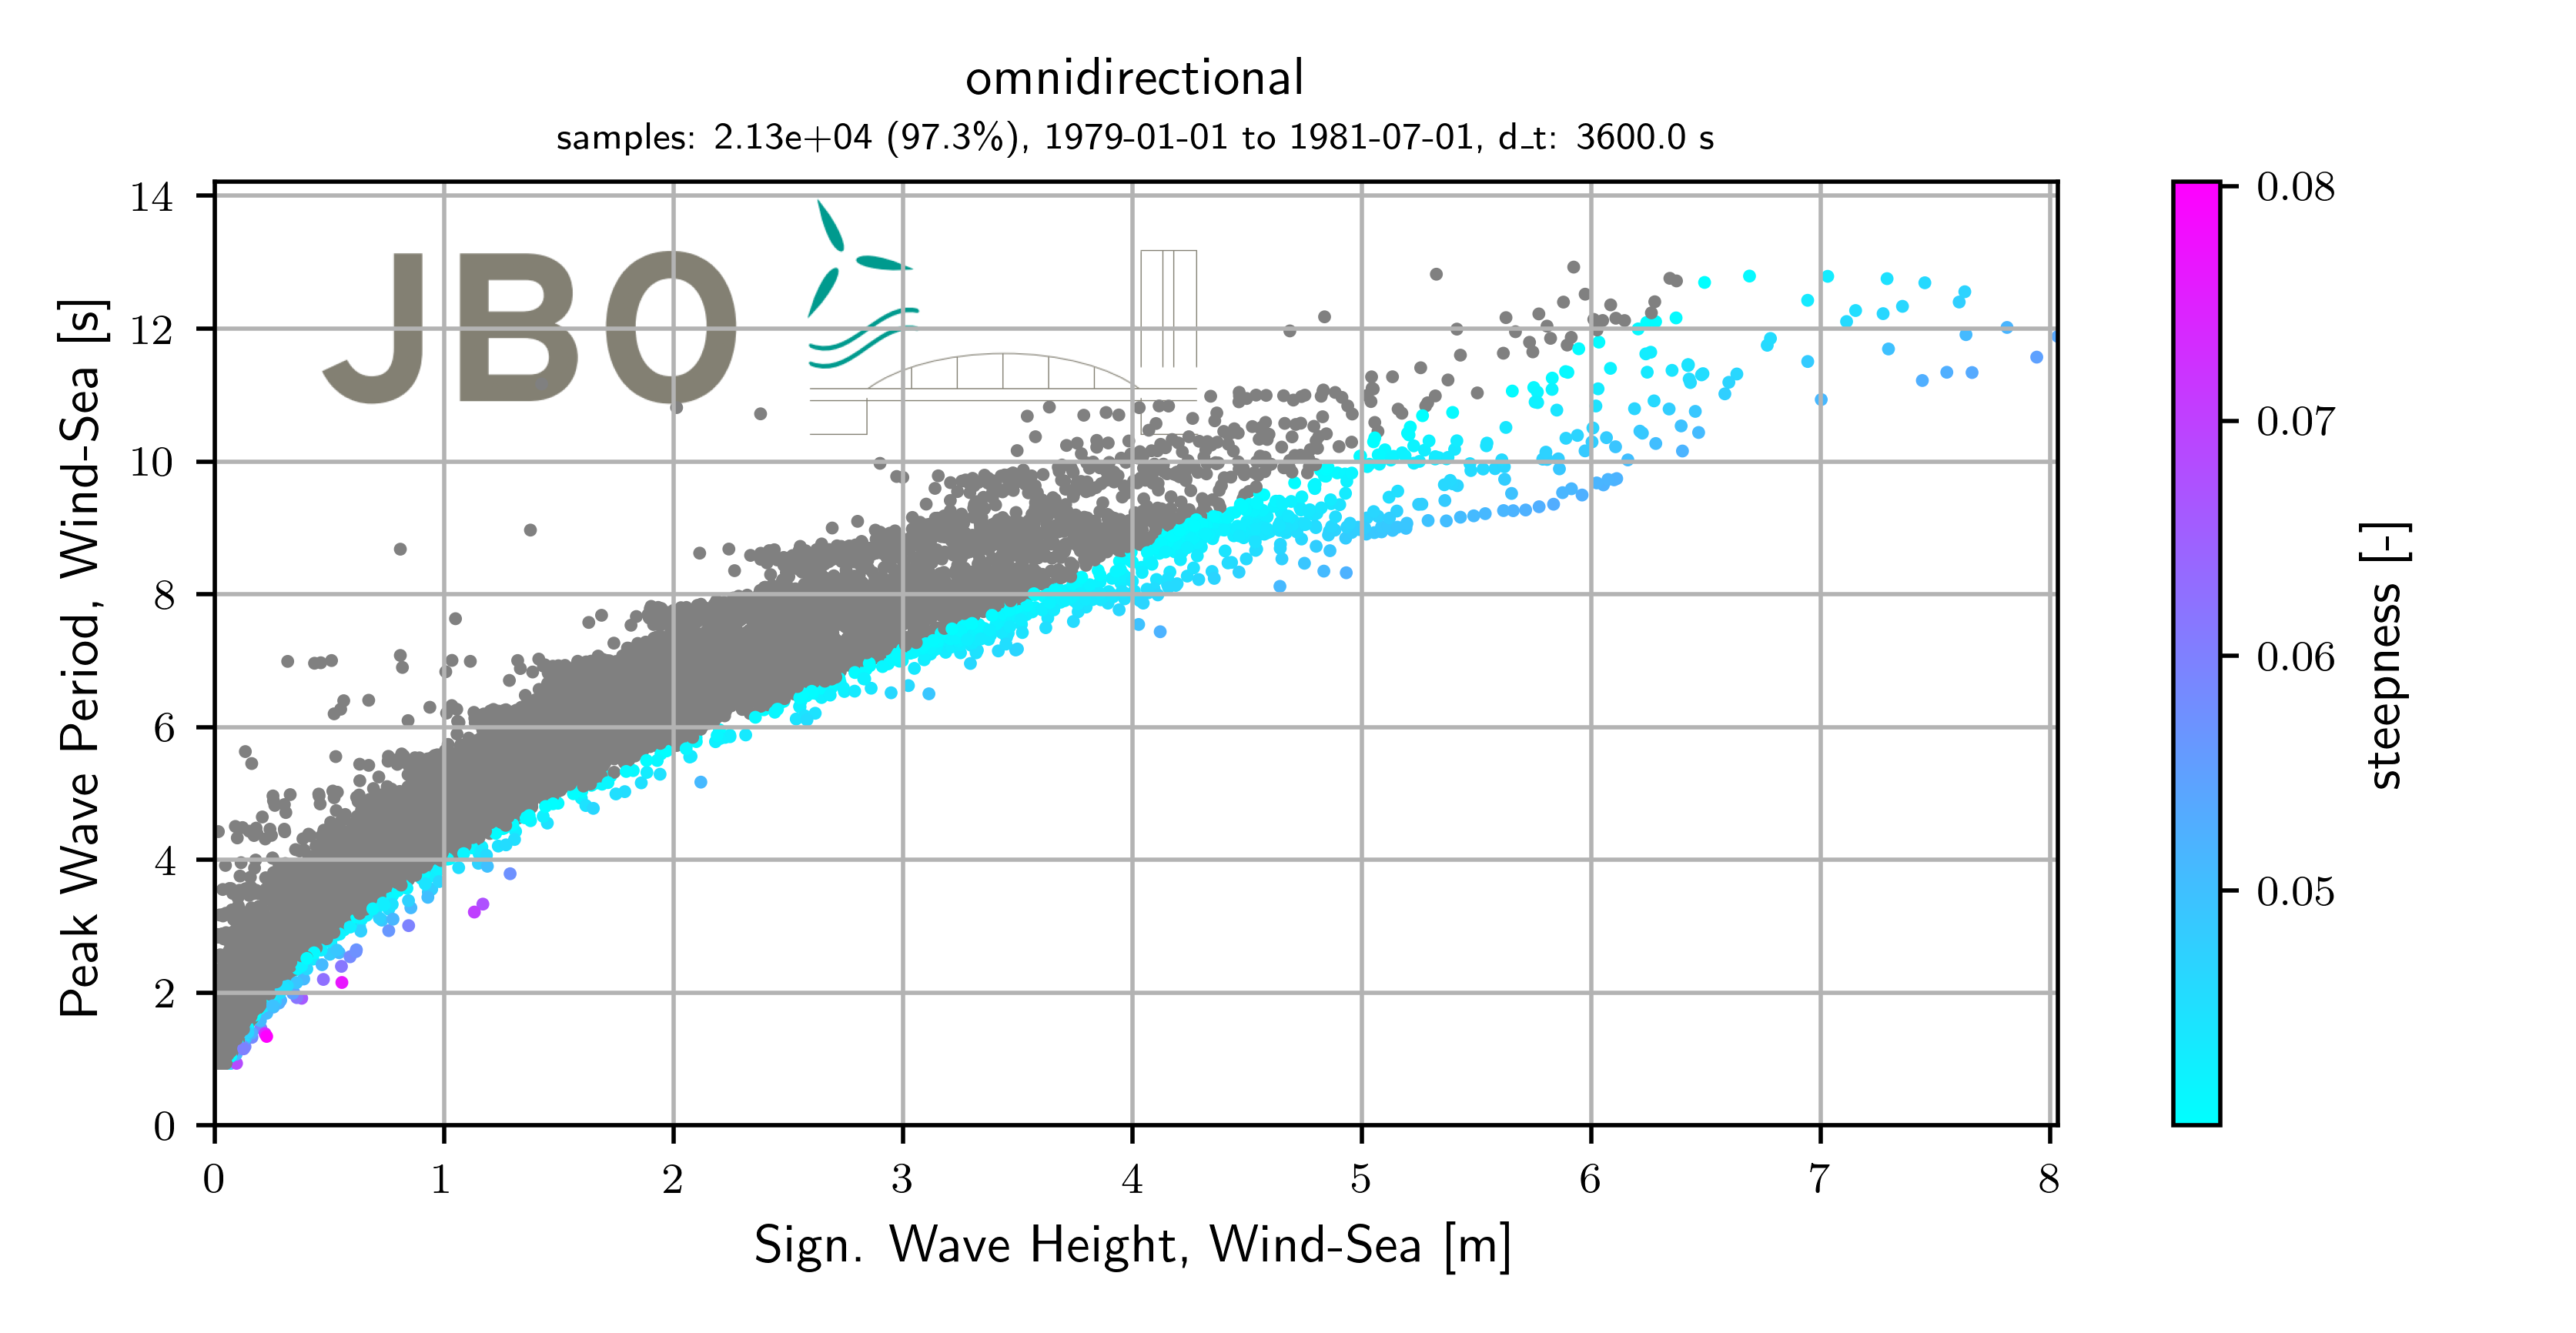 omnidirectional
samples: 2.13e+04 (97.3%), 1979-01-01 to 1981-07-01, d_t: 3600.0 s
JBO
Peak Wave Period, Wind-Sea [s]
14
12
10
8
6
4
2
0
0 1 2 3 4 5 6 7 8
Sign. Wave Height, Wind-Sea [m]
0.08
0.07
0.06
0.05
steepness [-]